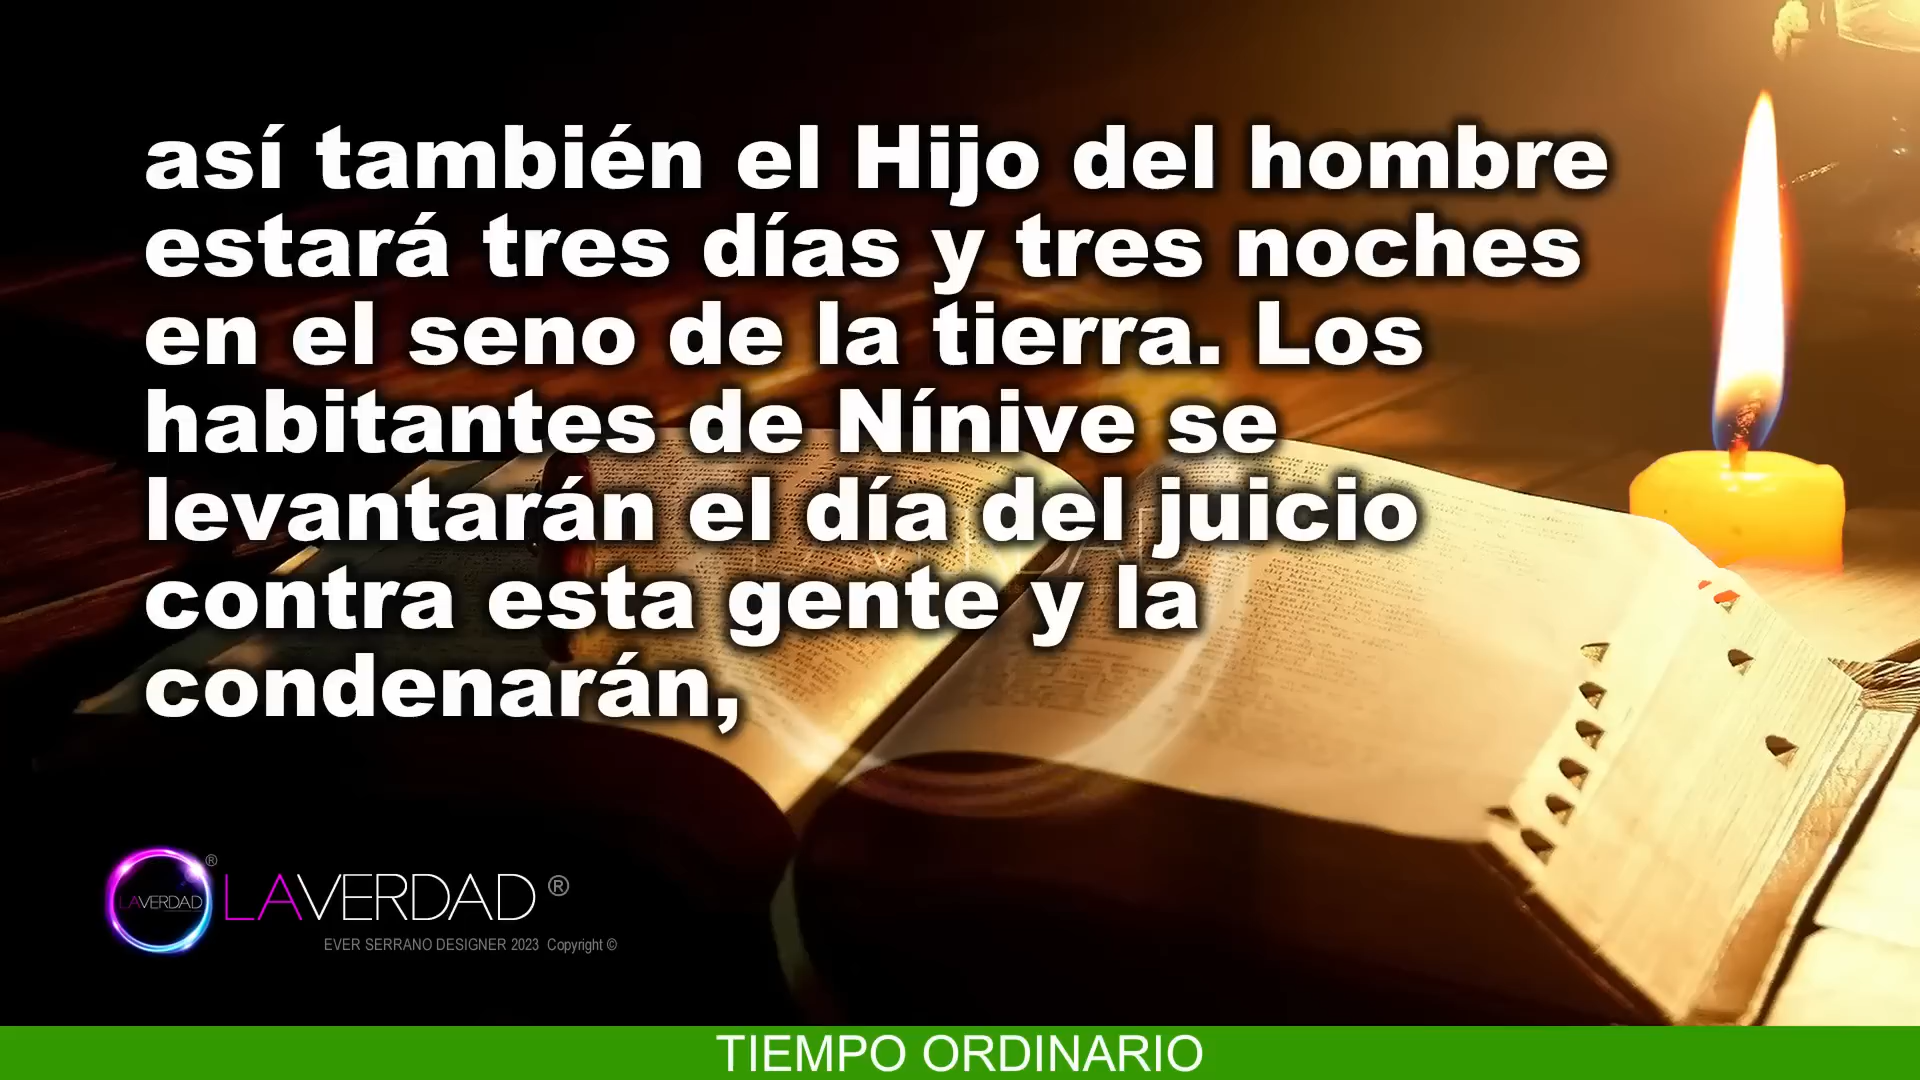 así también el Hijo del hombre
estará tres días y tres noches
en el seno de la tierra. Los
habitantes de Nínive se
levantarán el día del juicio
contra esta gente y la
condenarán,
LAVERDAD ®
LAVERDAD ®
EVER SERRANO DESIGNER 2023 Copyright ©
TIEMPO ORDINARIO